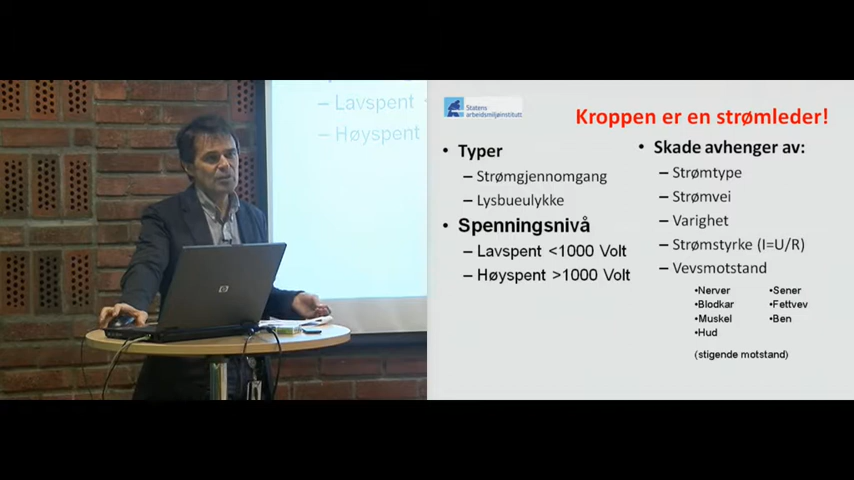 – Lavspent
– Høyspent
Statens
arbeidsmiljøinstitutt
Kroppen er en strømleder!
• Typer
– Strømgjennomgang
– Lysbueulykke
• Spenningsnivå
– Lavspent <1000 Volt
– Høyspent >1000 Volt
• Skade avhenger av:
– Strømtype
– Strømvei
– Varighet
– Strømstyrke (I=U/R)
– Vevsmotstand
•Nerver
•Blodkar
•Muskel
•Hud
•Sener
•Fettvev
•Ben
(stigende motstand)
hp